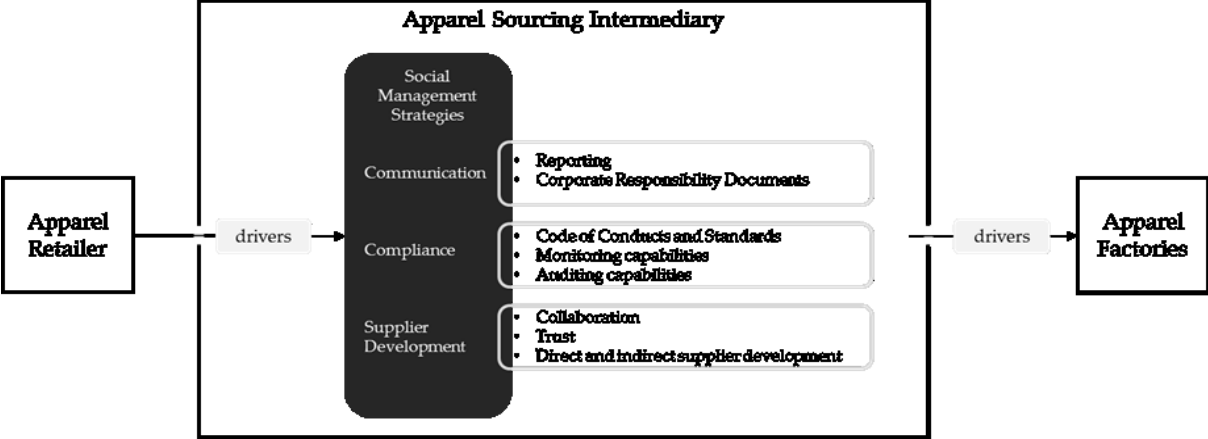 Apparel Sourcing Intermediary
Social
Management
Strategies
Communication
• Reporting
• Corporate Responsibility Documents
Apparel
Retailer
drivers
Compliance
• Code of Conducts and Standards
• Monitoring capabilities
• Auditing capabilities
drivers
Apparel
Factories
Supplier
Development
• Collaboration
• Trust
• Direct and indirect supplier development